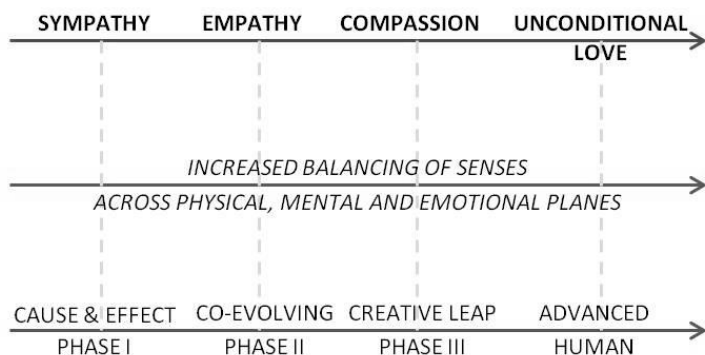 SYMPATHY EMPATHY COMPASSION UNCONDITIONAL
LOVE
INCREASED BALANCING OF SENSES
ACROSS PHYSICAL, MENTAL AND EMOTIONAL PLANES
CAUSE & EFFECT CO-EVOLVING CREATIVE LEAP ADVANCED
PHASE I PHASE II PHASE III HUMAN